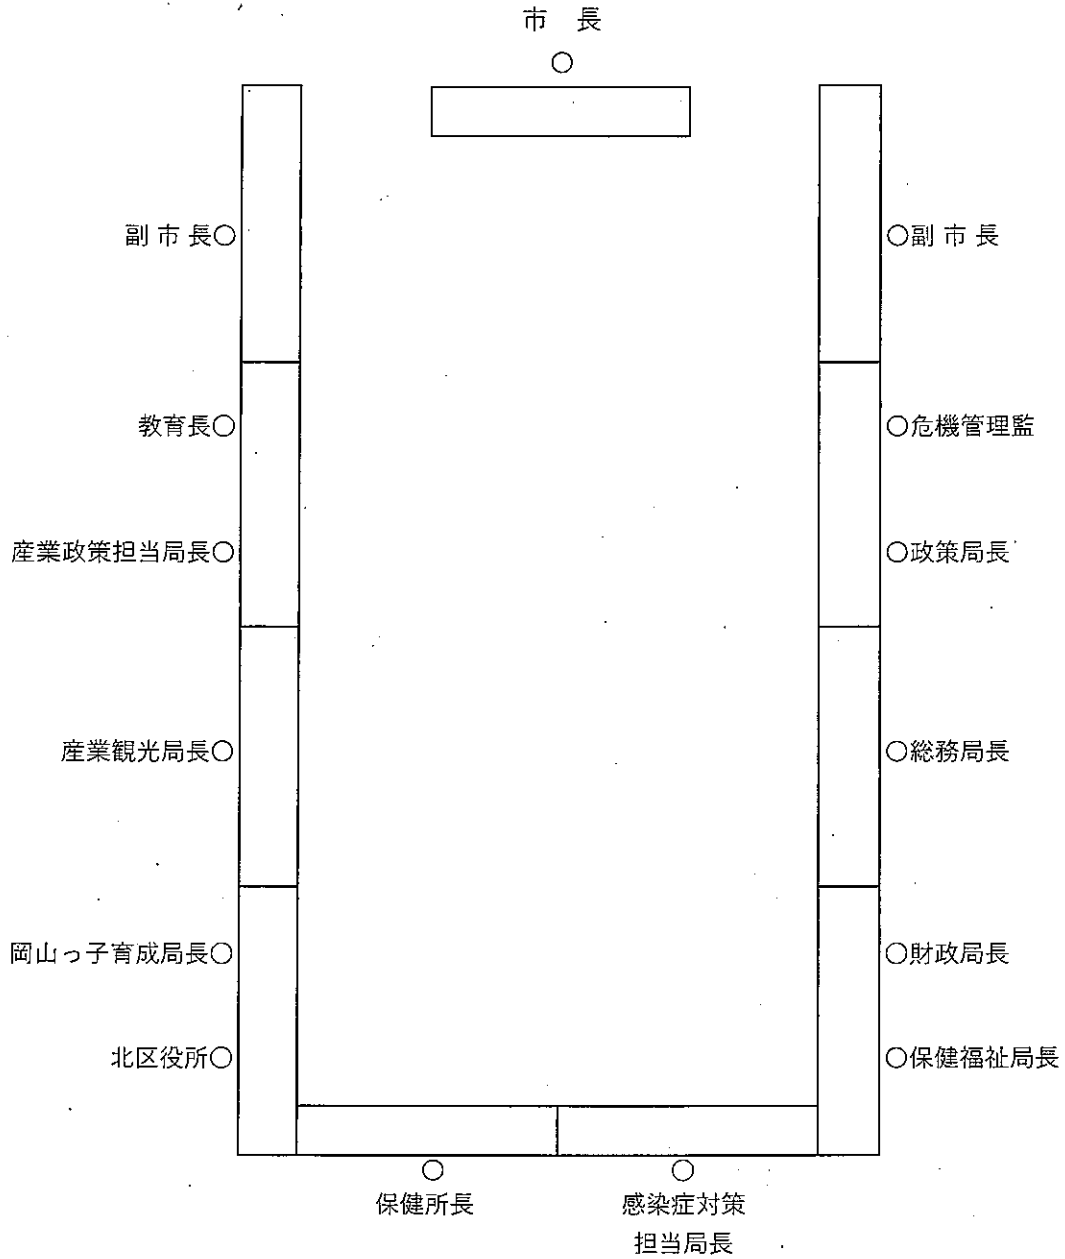 市 長
○
副 市 長○ ○副 市 長
教育長○ ○危機管理監
産業政策担当局長○ ○政策局長
産業観光局長○ ○総務局長
岡山っ子育成局長○ ○財政局長
北区役所○ ○保健福祉局長
○ ○
保健所長 感染症対策
担当局長